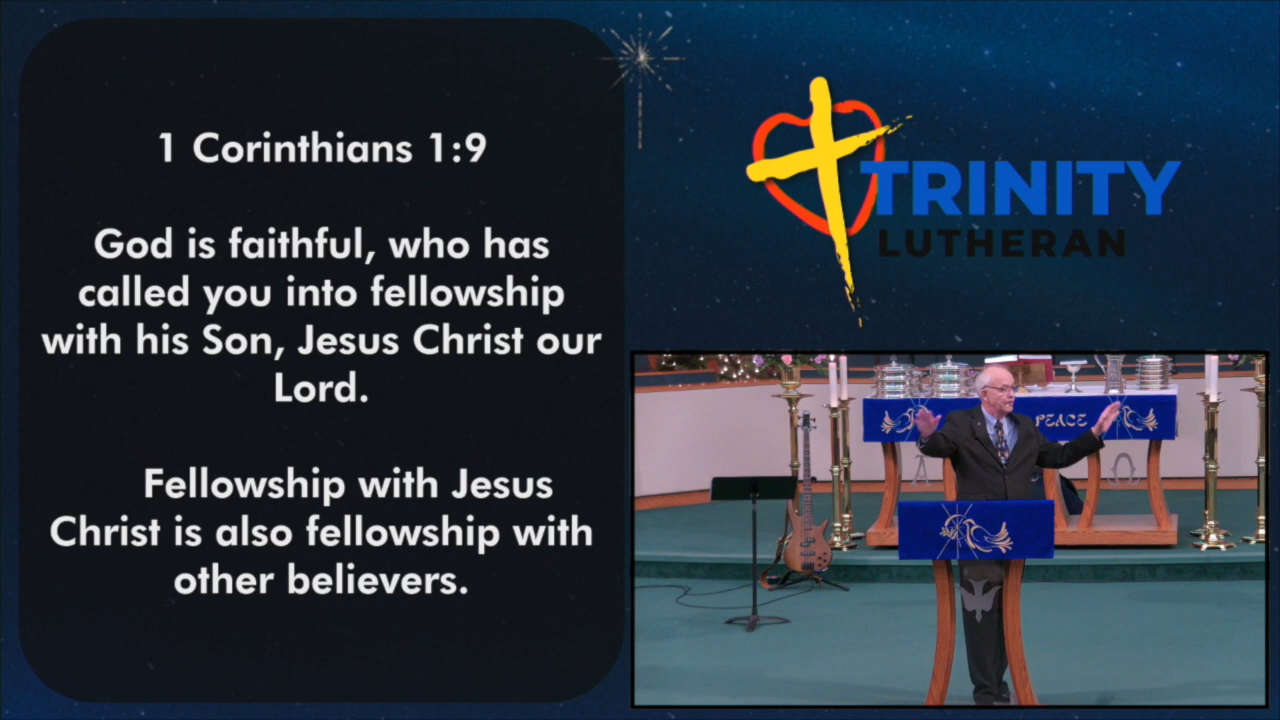 1 Corinthians 1:9
God is faithful, who has
called you into fellowship
with his Son, Jesus Christ our
Lord.
Fellowship with Jesus
Christ is also fellowship with
other believers.
TRINITY
LUTHERAN
PEACE